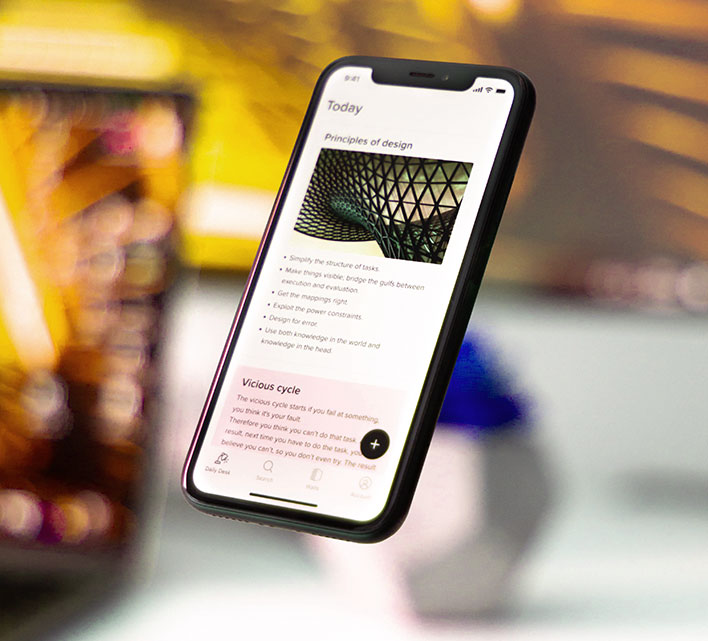 9:41
Today
Principles of design
• Simplify the structure of tasks.
• Make things visible; bridge the gulfs between
execution and evaluation.
• Get the mappings right.
• Exploit the power constraints.
• Design for error.
• Use both knowledge in the world and
knowledge in the head.
Vicious cycle
The vicious cycle starts if you fail at something,
you think it's your fault.
Therefore you think you can't do that task.
result, next time you have to do the task, you
believe you can't, so you don't even try. The result
Daily Desk
Search
Account